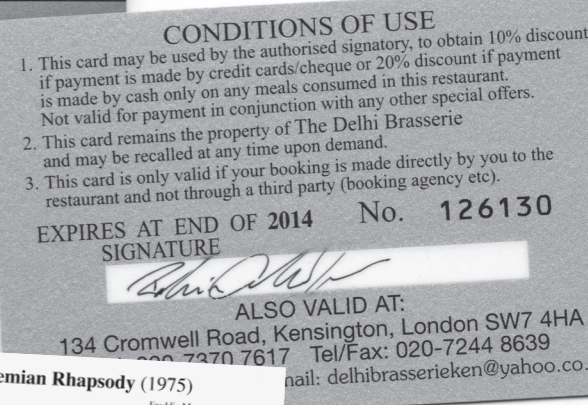 CONDITIONS OF USE
1. This card may be used by the authorised signatory, to obtain 10% discount
if payment is made by credit cards/cheque or 20% discount if payment
is made by cash only on any meals consumed in this restaurant.
Not valid for payment in conjunction with any other special offers.
2. This card remains the property of The Delhi Brasserie
and may be recalled at any time upon demand.
3. This card is only valid if your booking is made directly by you to the
restaurant and not through a third party (booking agency etc).
EXPIRES AT END OF 2014 No. 126130
SIGNATURE
ALSO VALID AT:
134 Cromwell Road, Kensington, London SW7 4HA
7370 7617 Tel/Fax: 020-7244 8639
mail: delhibrasserieken@yahoo.co.
emian Rhapsody (1975)